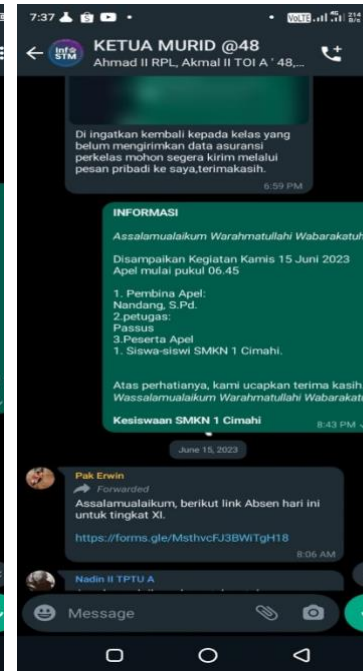 7:37
VoLTE
KETUA MURID @48
Ahmad II RPL, Akmal II TOI A ' 48,...
Di ingatkan kembali kepada kelas yang
belum mengirimkan data asuransi
perkelas mohon segera kirim melalui
pesan pribadi ke saya,terimakasih.
6:59 PM
INFORMASI
Assalamualaikum Warahmatullahi Wabarakatuh
Disampaikan Kegiatan Kamis 15 Juni 2023
Apel mulai pukul 06.45
1. Pembina Apel:
Nandang, S.Pd.
2.petugas:
Passus
3.Peserta Apel
1. Siswa-siswi SMKN 1 Cimahi.
Atas perhatianya, kami ucapkan terima kasih
Wassalamualaikum Warahmatullahi
Kesiswaan SMKN 1 Cimahi
8:43 PM
June 15, 2023
Pak Erwin
Forwarded
Assalamualaikum, berikut link Absen hari ini
untuk tingkat XI.
https://forms.gle/MsthvcFJ3BWiTgH18
8:06 AM
Nadin II TPTU A
Message